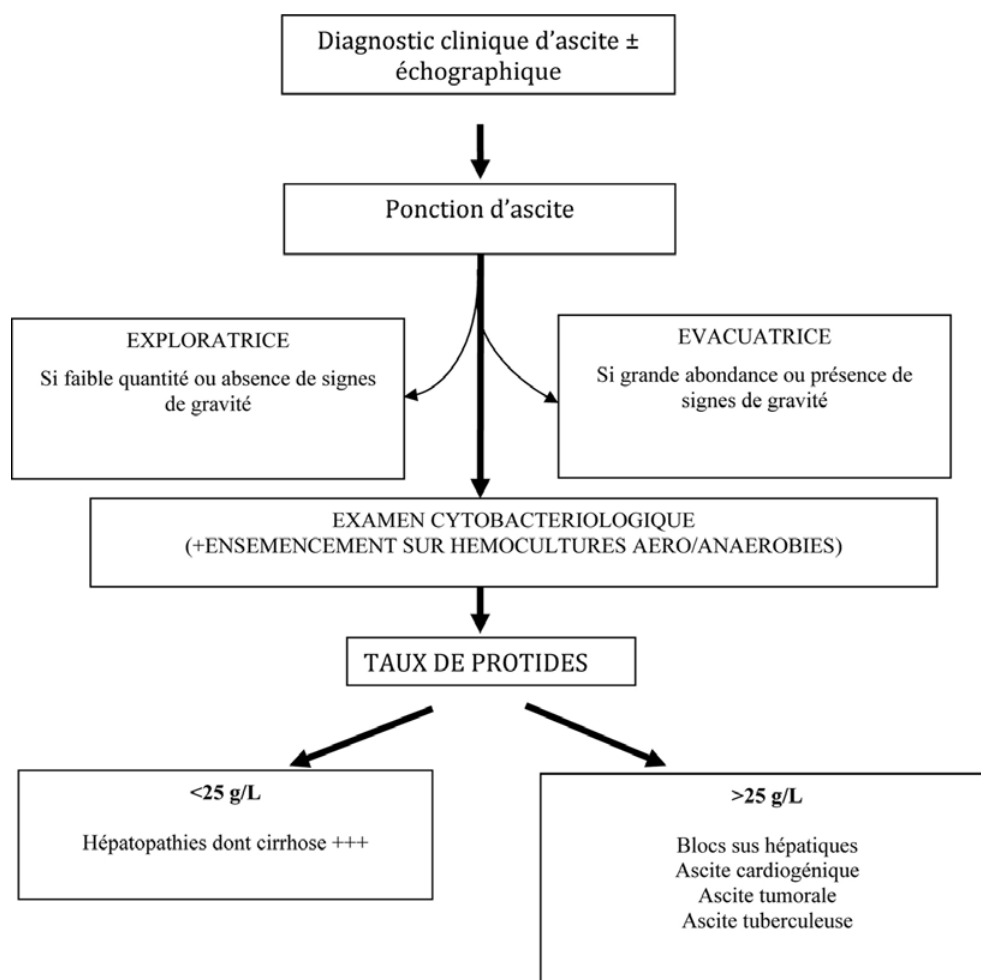 Diagnostic clinique d’ascite ±
échographique
Ponction d’ascite
EXPLORATRICE
Si faible quantité ou absence de signes
de gravité
EVACUATRICE
Si grande abondance ou présence de
signes de gravité
EXAMEN CYTOBACTERIOLOGIQUE
(+ENSEMENCEMENT SUR HEMOCULTURES AERO/ANAEROBIES)
TAUX DE PROTIDES
<25 g/L
Hépatopathies dont cirrhose +++
>25 g/L
Blocs sus hépatiques
Ascite cardiogénique
Ascite tumorale
Ascite tuberculeuse